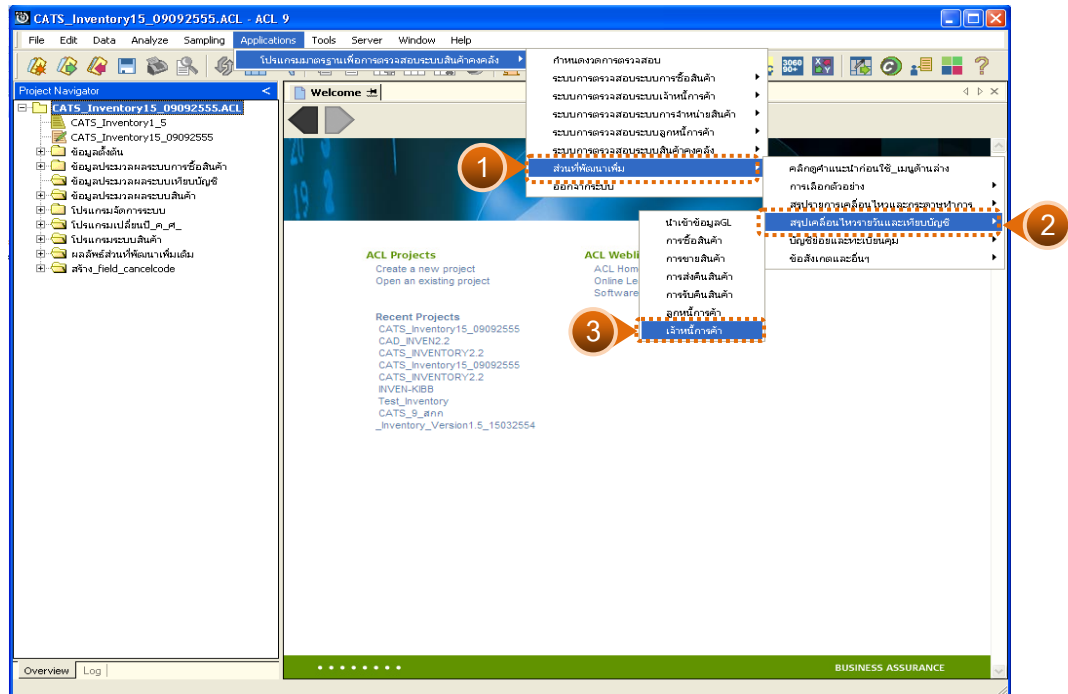 CATS_Inventory15_09092555.ACL - ACL 9
File Edit Data Analyze Sampling Applications Tools Server Window Help
โปรแกรมมาตรฐานเพื่อการตรวจสอบระบบสินค้าคงคลัง
กำหนดงวดการตรวจสอบ
ระบบการตรวจสอบระบบการซื้อสินค้า
ระบบการตรวจสอบระบบเจ้าหนี้การค้า
ระบบการตรวจสอบระบบการจำหน่ายสินค้า
ระบบการตรวจสอบระบบลูกหนี้การค้า
ระบบการตรวจสอบระบบสินค้าคงคลัง
ส่วนที่พัฒนาเพิ่ม
ออกจากระบบ
1
คลิกดูคำแนะนำก่อนใช้_เมนูด้านล่าง
การเลือกตัวอย่าง
สรุปรายการเคลื่อนไหวและกระดาษทำการ
สรุปเคลื่อนไหวรายวันและเทียบบัญชี
บัญชีย่อยและทะเบียนคุม
ข้อสังเกตและอื่นๆ
2
นำเข้าข้อมูลGL
การซื้อสินค้า
การขายสินค้า
การส่งคืนสินค้า
การรับคืนสินค้า
ลูกหนี้การค้า
เจ้าหนี้การค้า
3
Project Navigator <
CATS_Inventory15_09092555.ACL
CATS_Inventory1_5
CATS_Inventory15_09092555
ข้อมูลตั้งต้น
ข้อมูลประมวลผลระบบการซื้อสินค้า
ข้อมูลประมวลผลระบบเทียบบัญชี
ข้อมูลประมวลผลระบบสินค้า
โปรแกรมจัดการระบบ
โปรแกรมเปลี่ยนปี_ค_ศ_
โปรแกรมระบบสินค้า
ผลลัพธ์ส่วนที่พัฒนาเพิ่มเติม
สร้าง_field_cancelcode
Welcome
ACL Projects
Create a new project
Open an existing project
Recent Projects
CATS_Inventory15_09092555
CAD_INVEN2.2
CATS_INVENTORY2.2
CATS_Inventory15_09092555
CATS_INVENTORY2.2
INVEN-KIBB
Test_Inventory
CATS_9_สกก
_Inventory_Version1.5_15032554
ACL Webli
ACL Hom
Online Le
Software
BUSINESS ASSURANCE
Overview Log